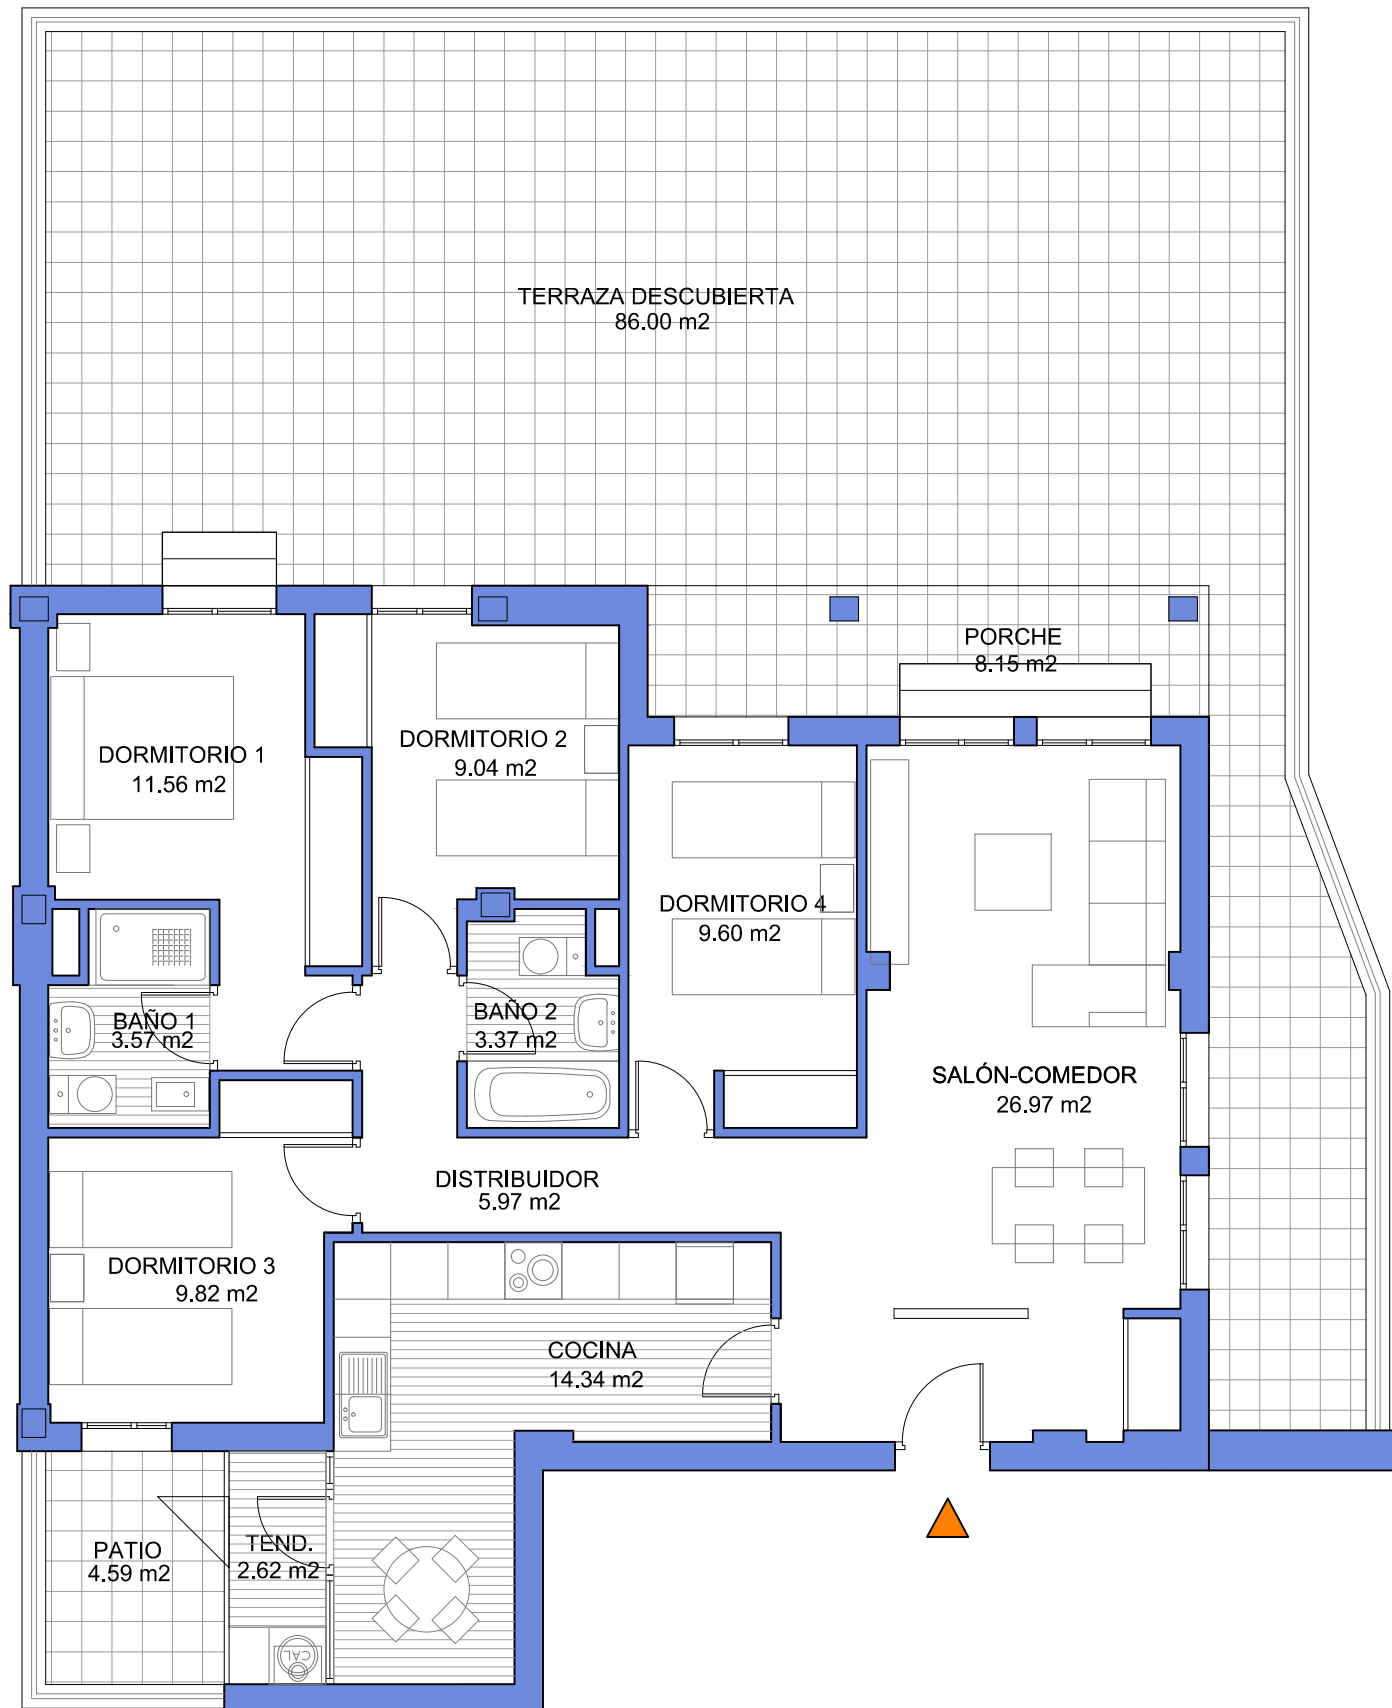 TERRAZA DESCUBIERTA
86.00 m2
PORCHE
8.15 m2
DORMITORIO 1
11.56 m2
DORMITORIO 2
9.04 m2
DORMITORIO 4
9.60 m2
BAÑO 1
3.57 m2
BAÑO 2
3.37 m2
SALÓN-COMEDOR
26.97 m2
DISTRIBUIDOR
5.97 m2
DORMITORIO 3
9.82 m2
COCINA
14.34 m2
PATIO
4.59 m2
TEND.
2.62 m2
CAL